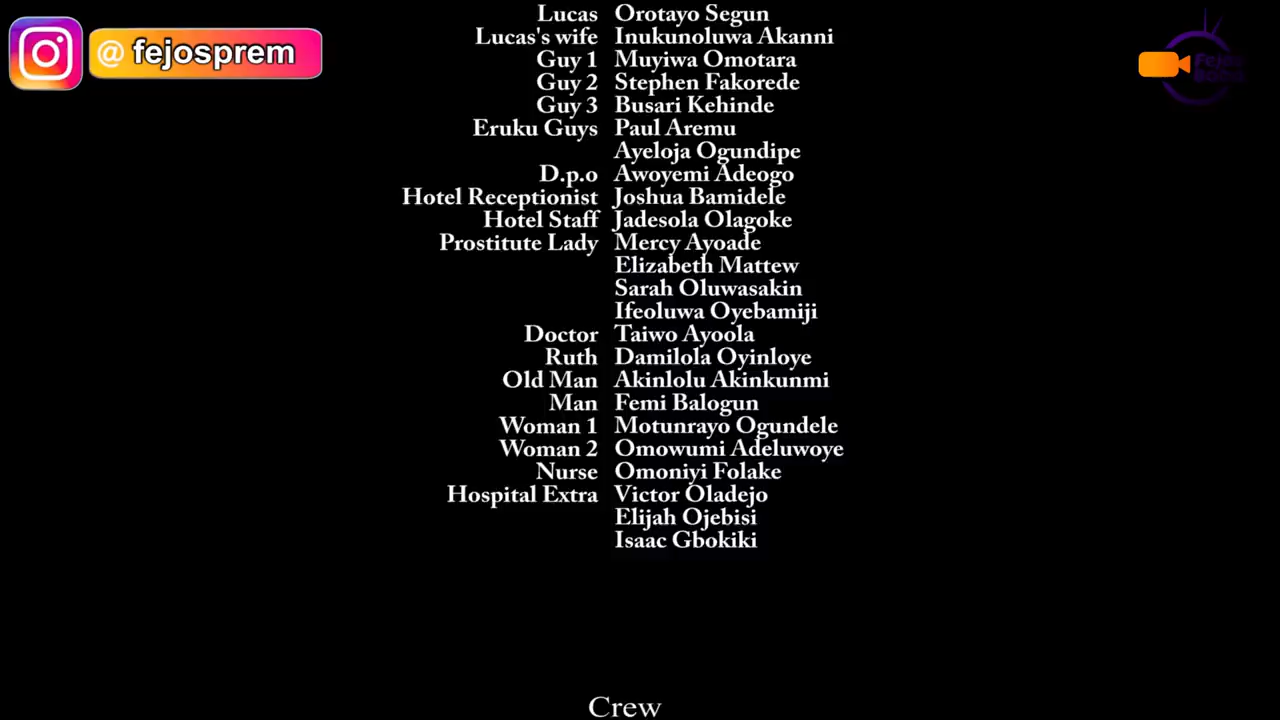 @ fejosprem
Lucas Orotayo Segun
Lucas's wife Inukunoluwa Akanni
Guy 1 Muyiwa Omotara
Guy 2 Stephen Fakorede
Guy 3 Busari Kehinde
Eruku Guys Paul Aremu
Ayeloja Ogundipe
D.p.o Awoyemi Adeogo
Hotel Receptionist Joshua Bamidele
Hotel Staff Jadesola Olagoke
Prostitute Lady Mercy Ayoade
Elizabeth Mattew
Sarah Oluwasakin
Ifeoluwa Oyebamiji
Doctor Taiwo Ayoola
Ruth Damilola Oyinloye
Old Man Akinlolu Akinkunmi
Man Femi Balogun
Woman 1 Motunrayo Ogundele
Woman 2 Omowumi Adeluwoye
Nurse Omoniyi Folake
Hospital Extra Victor Oladejo
Elijah Ojebisi
Isaac Gbokiki
Crew